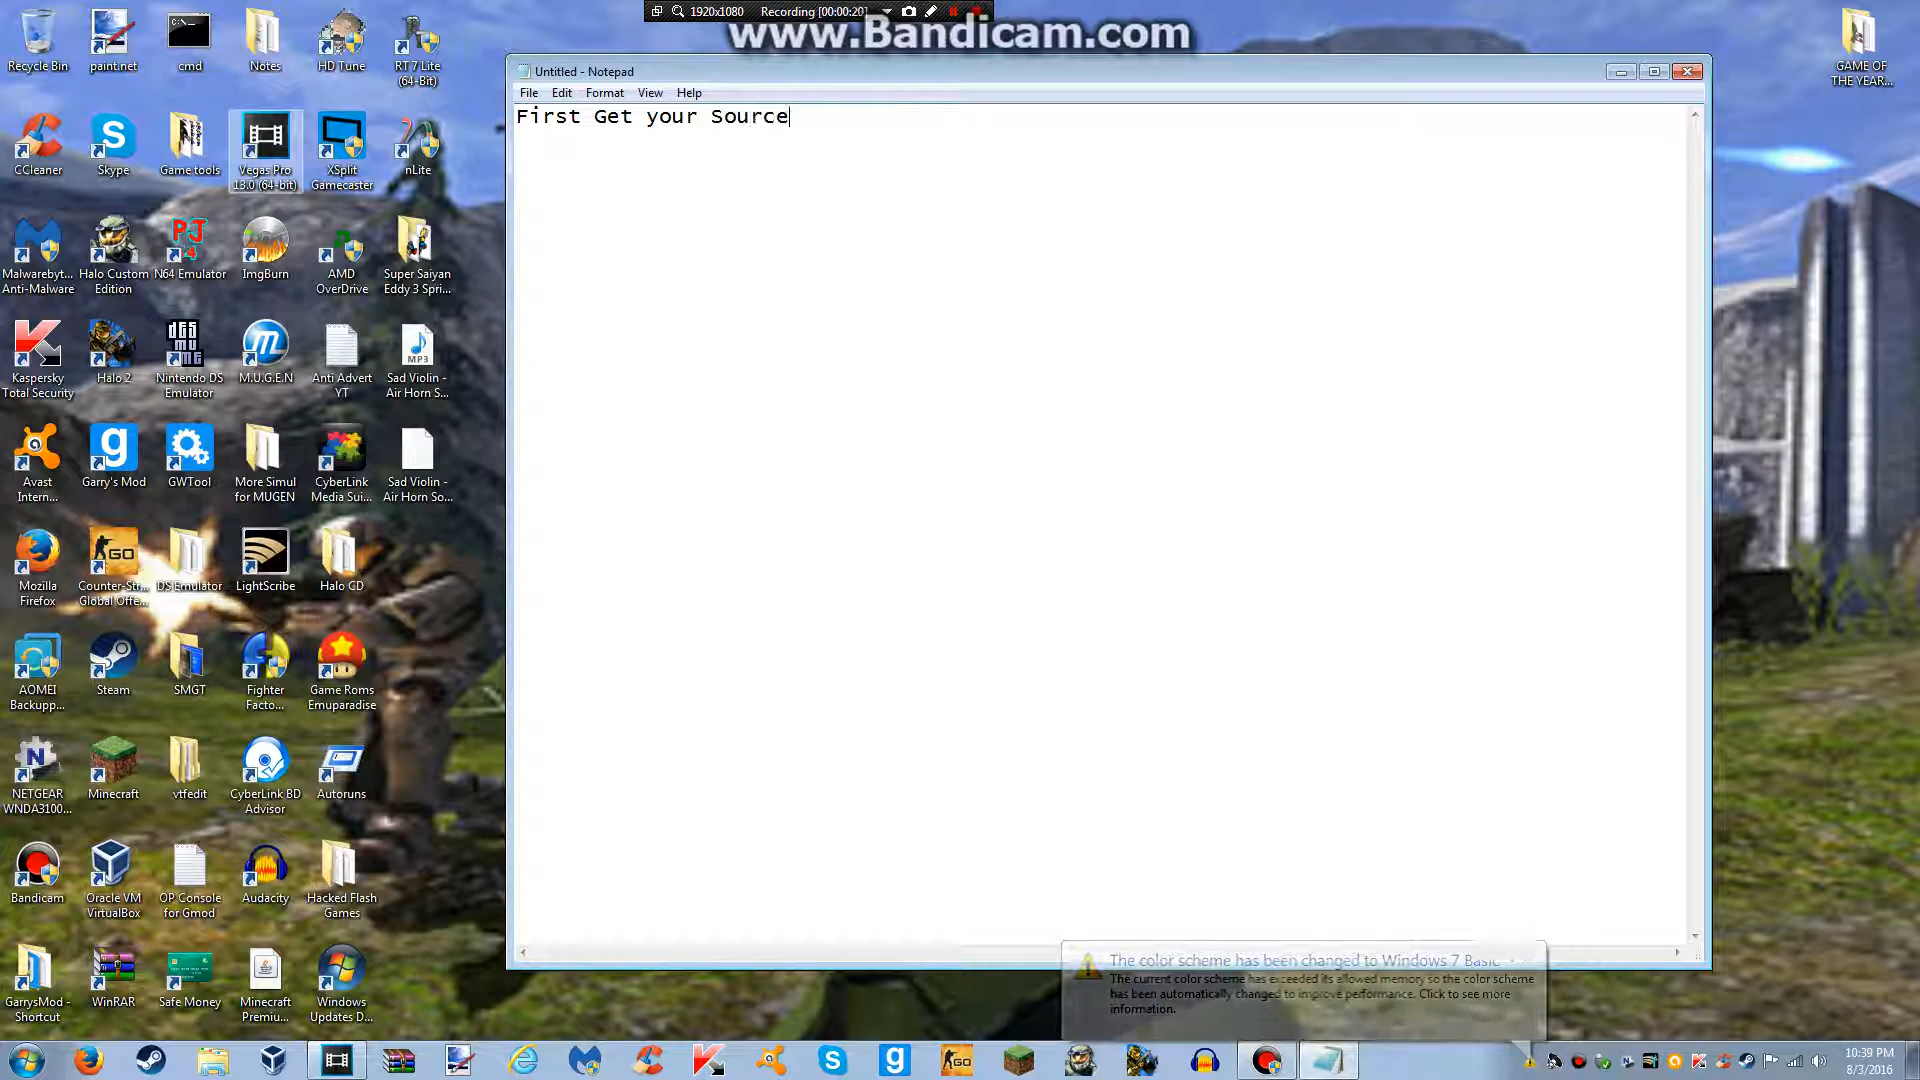 1920x1080 Recording [00:00:20]
www.Bandicam.com
Recycle Bin
paint.net
cmd
Notes
HD Tune
RT 7 Lite
(64-Bit)
GAME OF
THE YEAR...
Untitled - Notepad
File Edit Format View Help
First Get your Source
CCleaner
Skype
Game tools
Vegas Pro
13.0 (64-bit)
XSplit
Gamecaster
nLite
Malwarebyt...
Anti-Malware
Halo Custom
Edition
N64 Emulator
ImgBurn
AMD
OverDrive
Super Saiyan
Eddy 3 Spri...
Kaspersky
Total Security
Halo 2
Nintendo DS
Emulator
M.U.G.E.N
Anti Advert
YT
Sad Violin -
Air Horn S...
Avast
Intern...
Garry's Mod
GWTool
More Simul
for MUGEN
CyberLink
Media Sui...
Sad Violin -
Air Horn So...
Mozilla
Firefox
Counter-Str...
Global Offe...
DS Emulator
LightScribe
Halo CD
AOMEI
Backupp...
Steam
SMGT
Fighter
Facto...
Game Roms
Emuparadise
NETGEAR
WNDA3100...
Minecraft
vtfedit
CyberLink BD
Advisor
Autoruns
Bandicam
Oracle VM
VirtualBox
OP Console
for Gmod
Audacity
Hacked Flash
Games
GarrysMod -
Shortcut
WinRAR
Safe Money
Minecraft
Premiu...
Windows
Updates D...
The color scheme has been changed to Windows 7 Basic
The current color scheme has exceeded its allowed memory so the color scheme
has been automatically changed to improve performance. Click to see more
information.
10:39 PM
8/3/2016